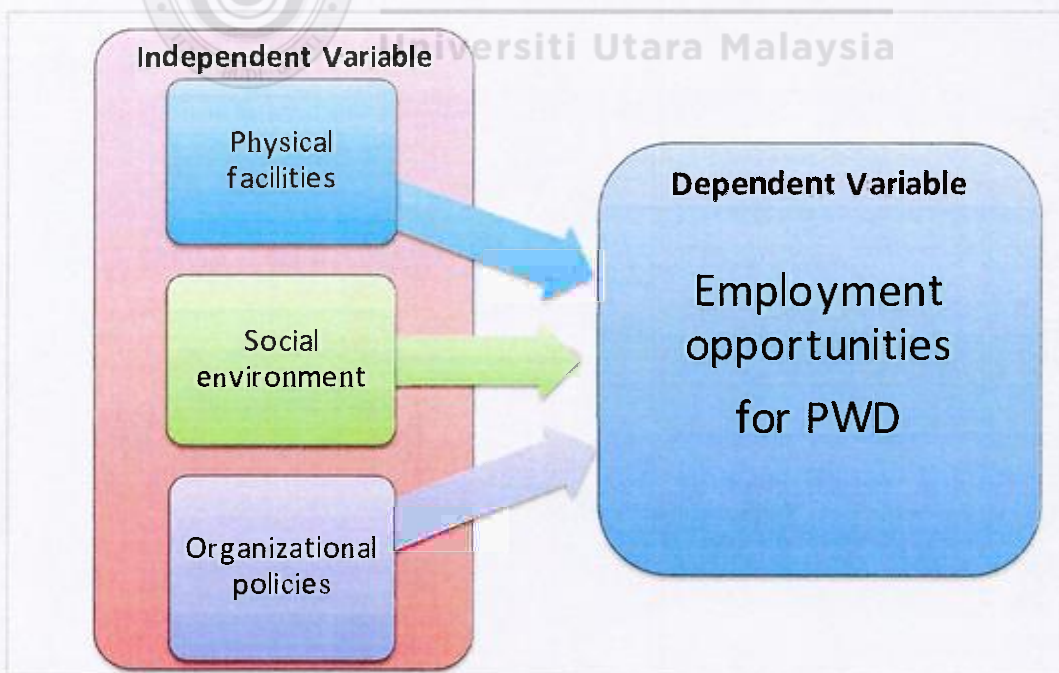 Universiti Utara Malaysia
Independent Variable
Physical
facilities
Social
environment
Organizational
policies
Dependent Variable
Employment
opportunities
for PWD